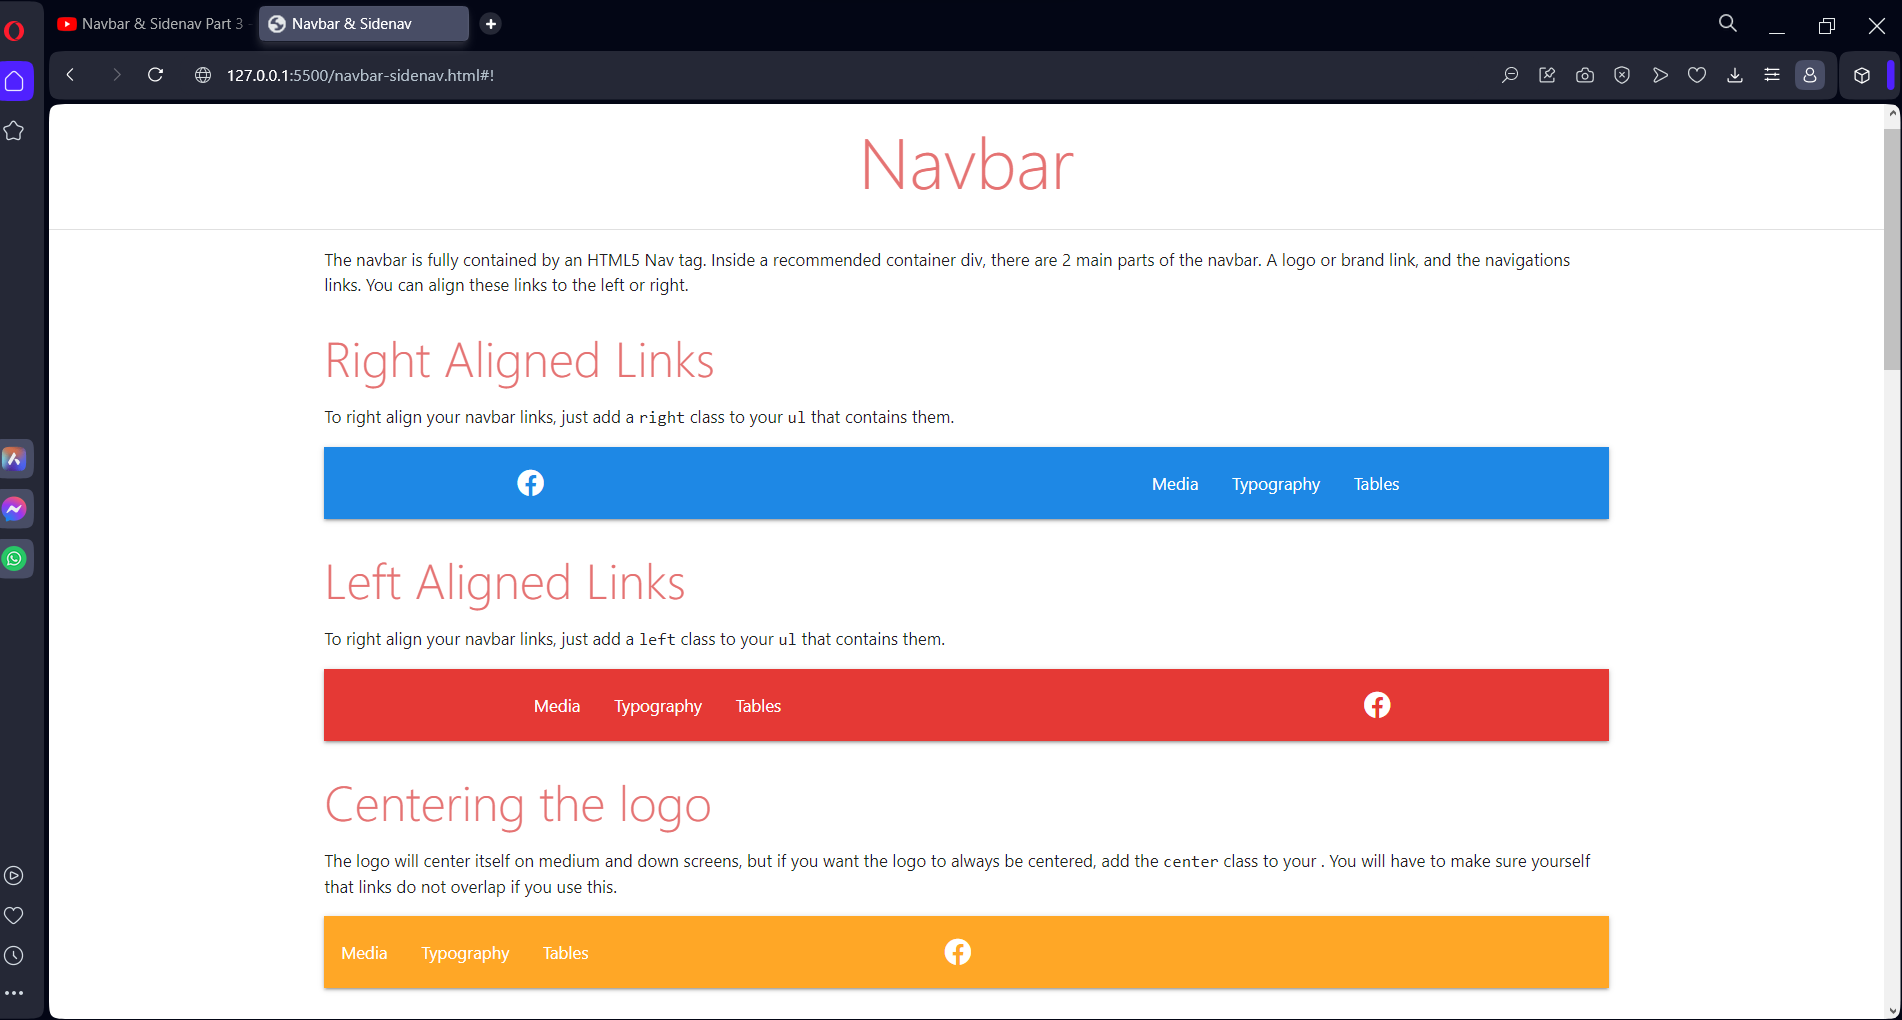 Navbar & Sidenav Part 3
Navbar & Sidenav
127.0.0.1:5500/navbar-sidenav.html#!
Navbar
The navbar is fully contained by an HTML5 Nav tag. Inside a recommended container div, there are 2 main parts of the navbar. A logo or brand link, and the navigations
links. You can align these links to the left or right.
Right Aligned Links
To right align your navbar links, just add a right class to your ul that contains them.
Media Typography Tables
Left Aligned Links
To right align your navbar links, just add a left class to your ul that contains them.
Media Typography Tables
Centering the logo
The logo will center itself on medium and down screens, but if you want the logo to always be centered, add the center class to your . You will have to make sure yourself
that links do not overlap if you use this.
Media Typography Tables